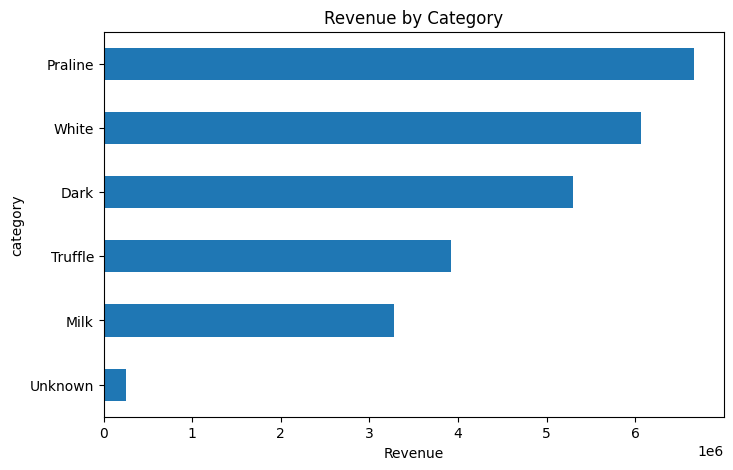 Revenue by Category
category
Praline
White
Dark
Truffle
Milk
Unknown
0 1 2 3 4 5 6
1e6
Revenue